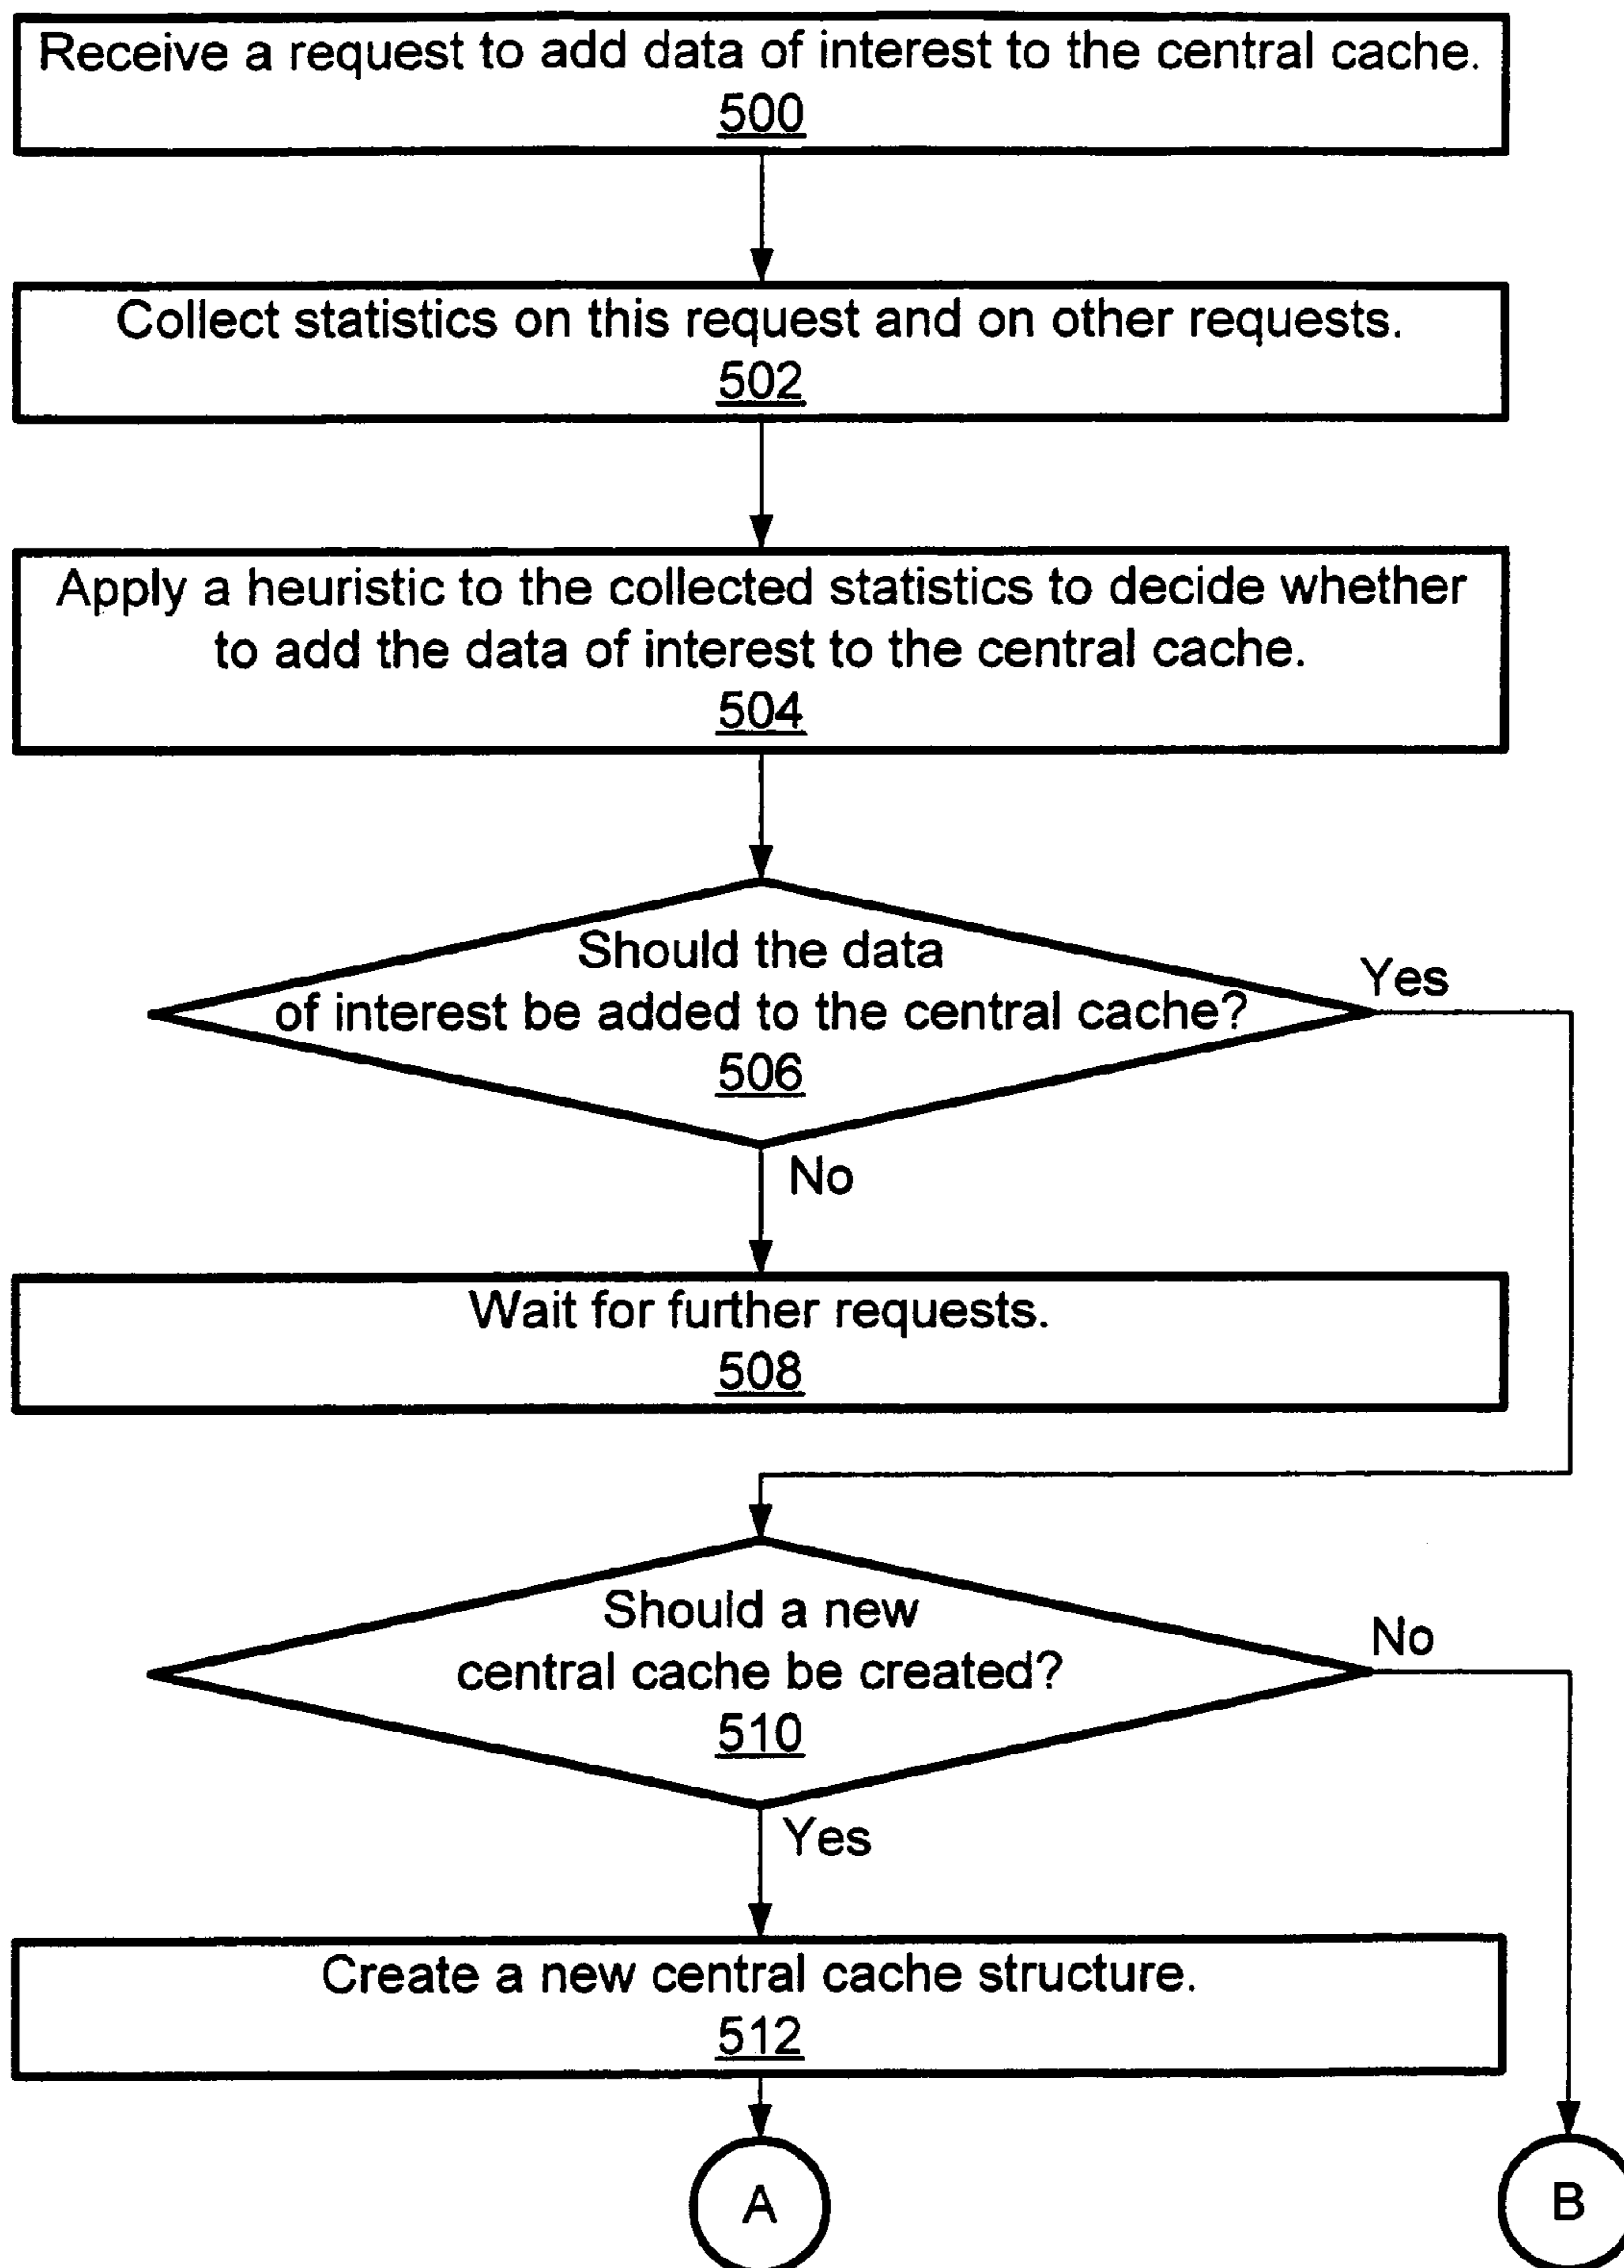 Receive a request to add data of interest to the central cache.
500
Collect statistics on this request and on other requests.
502
Apply a heuristic to the collected statistics to decide whether
to add the data of interest to the central cache.
504
Should the data
of interest be added to the central cache?
506
Yes
No
Wait for further requests.
508
Should a new
central cache be created?
510
No
Yes
Create a new central cache structure.
512
A
B